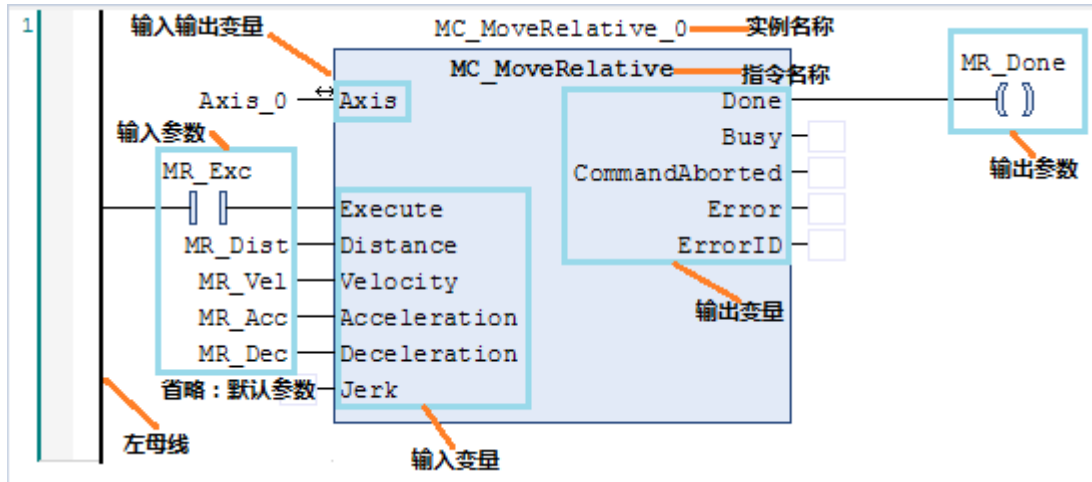 1
输入输出变量
MC_MoveRelative_0
实例名称
MC_MoveRelative
指令名称
MR_Done
Axis_0
Axis
Done
输入参数
Busy
输出参数
MR_Exc
CommandAborted
Execute
Error
MR_Dist
Distance
ErrorID
MR_Vel
Velocity
输出变量
MR_Acc
Acceleration
MR_Dec
Deceleration
省略：默认参数
Jerk
左母线
输入变量